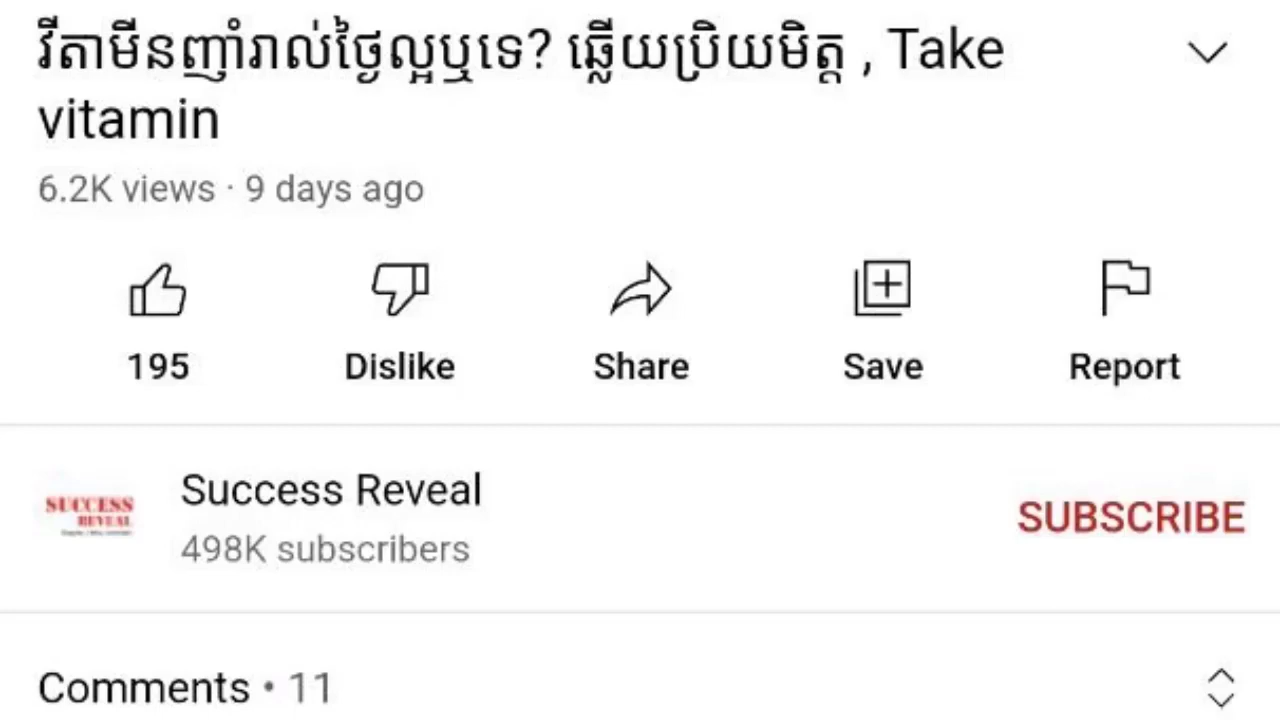 វីតាមីនញ៉ាំរាល់ថ្ងៃល្អឬទេ? ឆ្លើយប្រិយមិត្ត , Take
vitamin
6.2K views · 9 days ago
195 Dislike Share Save Report
SUCCESS
REVEAL
Success Reveal
498K subscribers
SUBSCRIBE
Comments • 11